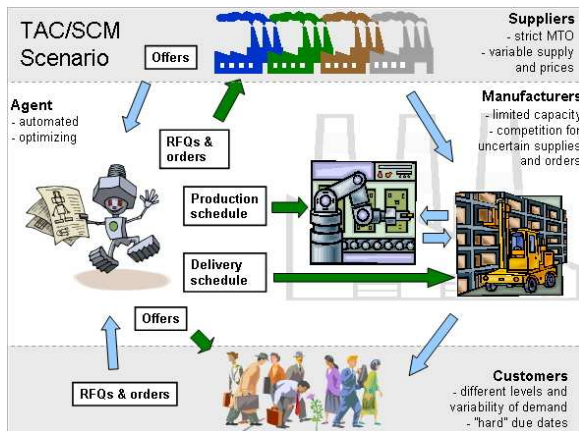 TAC/SCM
Scenario
Offers
Suppliers
- strict MTO
- variable supply
and prices
Agent
- automated
- optimizing
RFQs &
orders
Manufacturers
- limited capacity
- competition for
uncertain supplies
and orders
Production
schedule
Delivery
schedule
Offers
RFQs & orders
Customers
- different levels and
variability of demand
- "hard" due dates